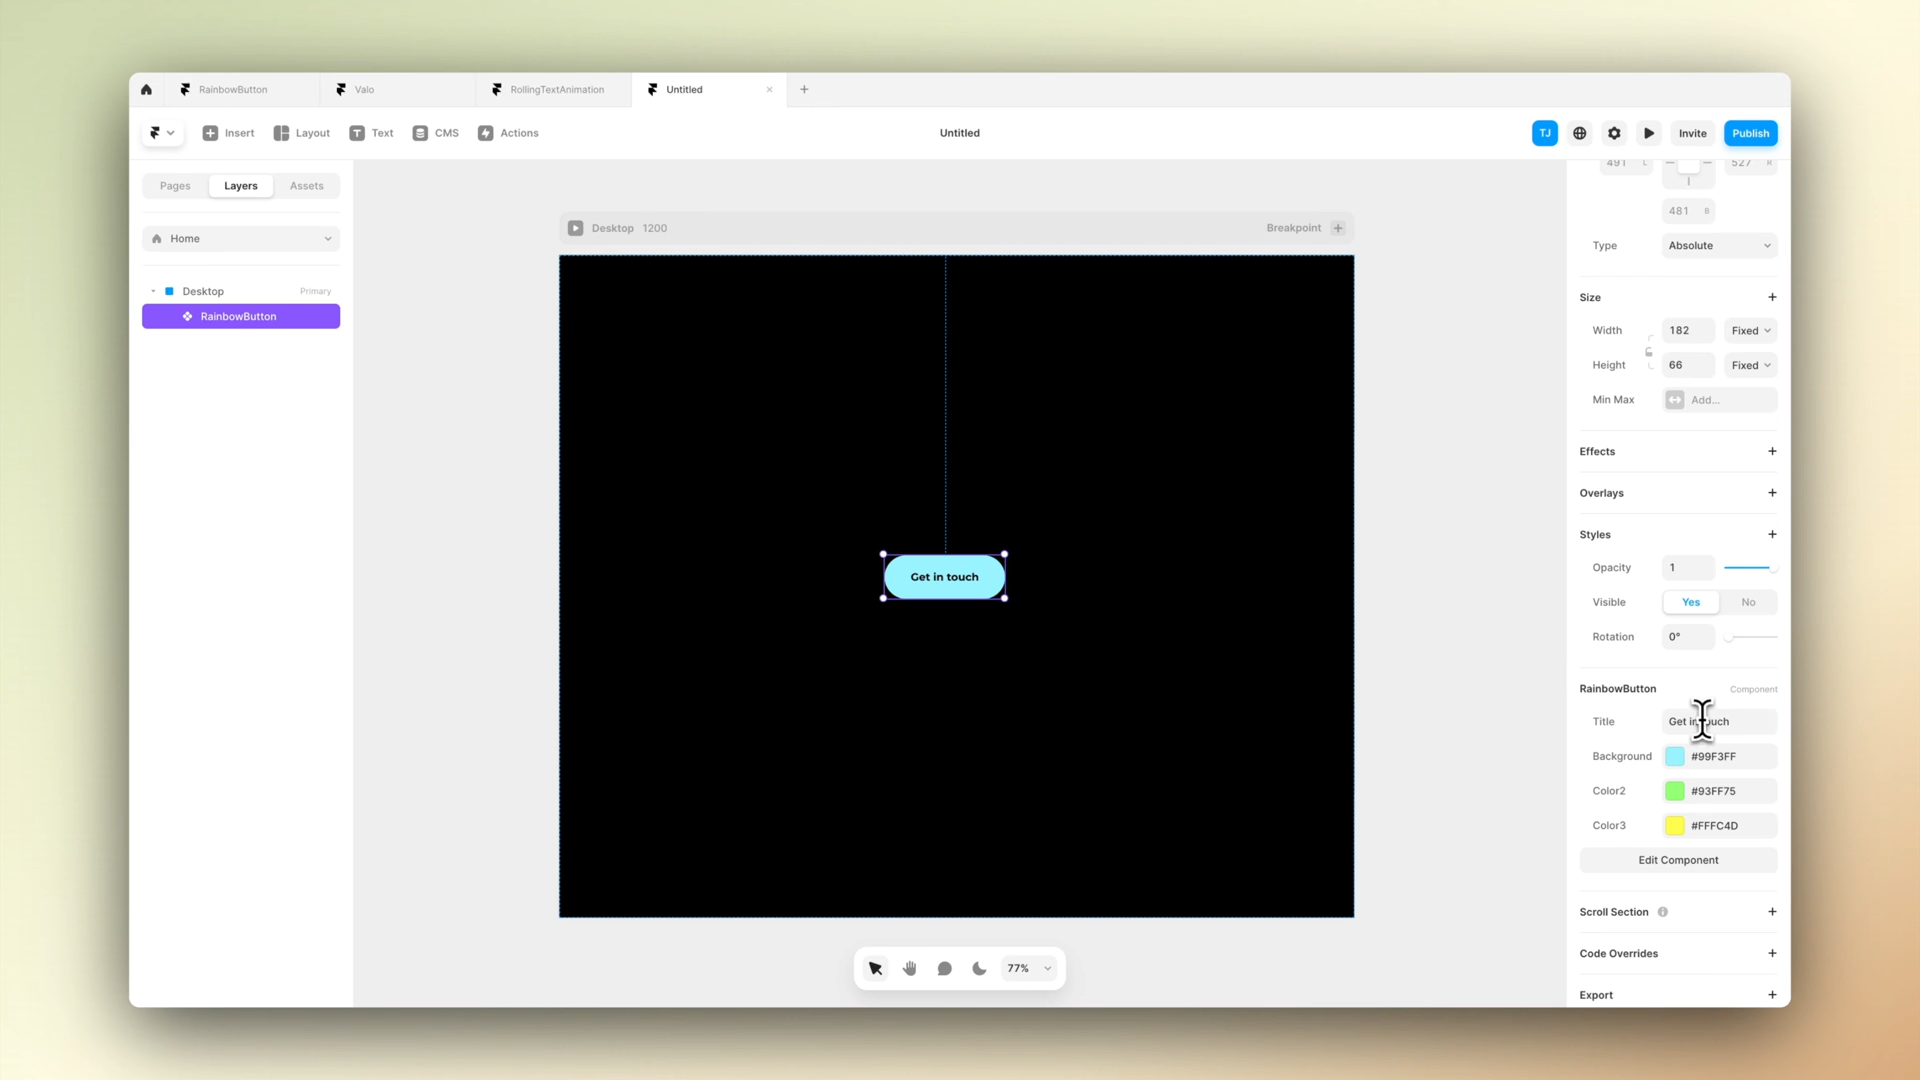 RainbowButton
Valo
RollingTextAnimation
Untitled
Insert
Layout
Text
CMS
Actions
Untitled
TJ
Invite
Publish
Pages
Layers
Assets
Home
Desktop
Primary
RainbowButton
Desktop 1200
Breakpoint
Get in touch
77%
491 L
527 R
481 B
Type Absolute
Size
Width 182 Fixed
Height 66 Fixed
Min Max Add...
Effects
Overlays
Styles
Opacity 1
Visible Yes No
Rotation 0°
RainbowButton Component
Title Get in touch
Background #99F3FF
Color2 #93FF75
Color3 #FFFC4D
Edit Component
Scroll Section
Code Overrides
Export